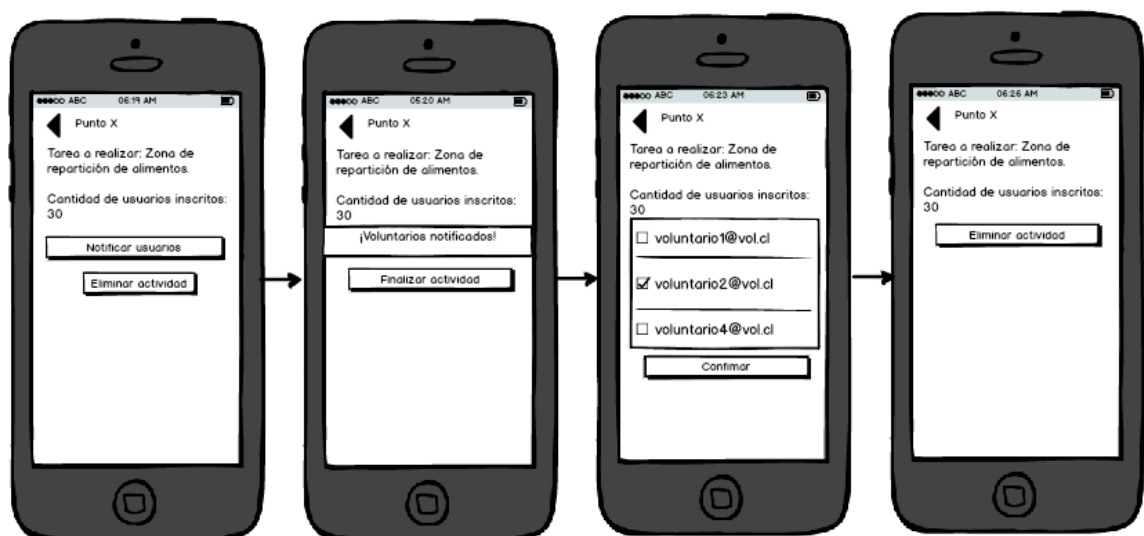 ABC 06:19 AM
Punto X
Tarea a realizar: Zona de
repartición de alimentos.
Cantidad de usuarios inscritos:
30
Notificar usuarios
Eliminar actividad
ABC 05:20 AM
Punto X
Tarea a realizar: Zona de
repartición de alimentos.
Cantidad de usuarios inscritos:
30
¡Voluntarios notificados!
Finalizar actividad
ABC 06:23 AM
Punto X
Tarea a realizar: Zona de
repartición de alimentos.
Cantidad de usuarios inscritos:
30
voluntario1@vol.cl
voluntario2@vol.cl
voluntario4@vol.cl
Confimar
ABC 06:26 AM
Punto X
Tarea a realizar: Zona de
repartición de alimentos.
Cantidad de usuarios inscritos:
30
Eliminar actividad